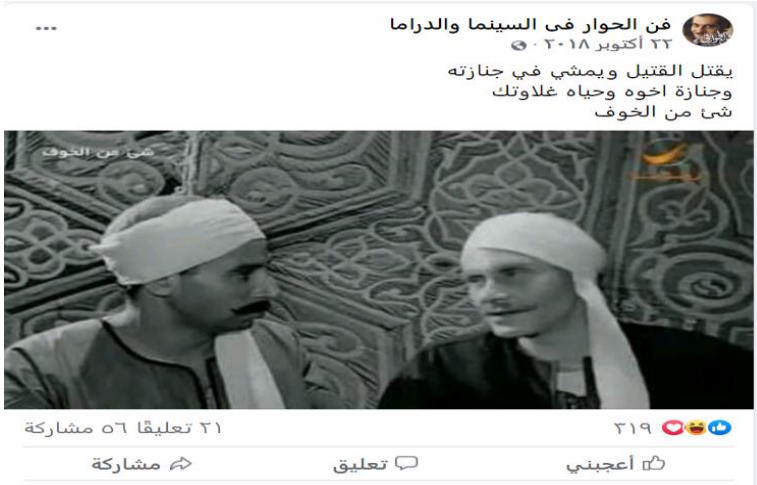 فن الحوار فى السينما والدراما
٢٢ أكتوبر ٢٠١٨ ·
يقتل القتيل ويمشي في جنازته
وجنازة اخوه وحياه غلاوتك
شئ من الخوف
شئ من الخوف
٣١٩
٢١ تعليقًا ٥٦ مشاركة
أعجبني
تعليق
مشاركة